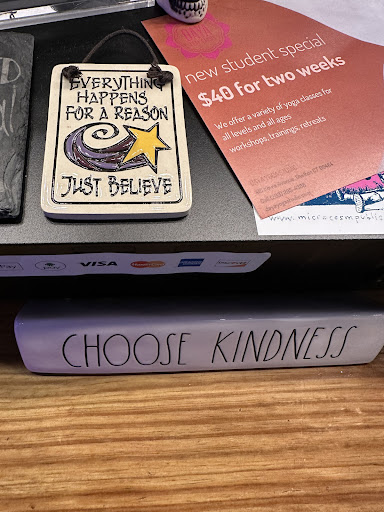 EVERYTHING
HAPPENS
FOR A REASON
JUST BELIEVE
new student special
$40 for two weeks
We offer a variety of yoga classes for
all levels and all ages
workshops, trainings, retreats
VISA
CHOOSE KINDNESS